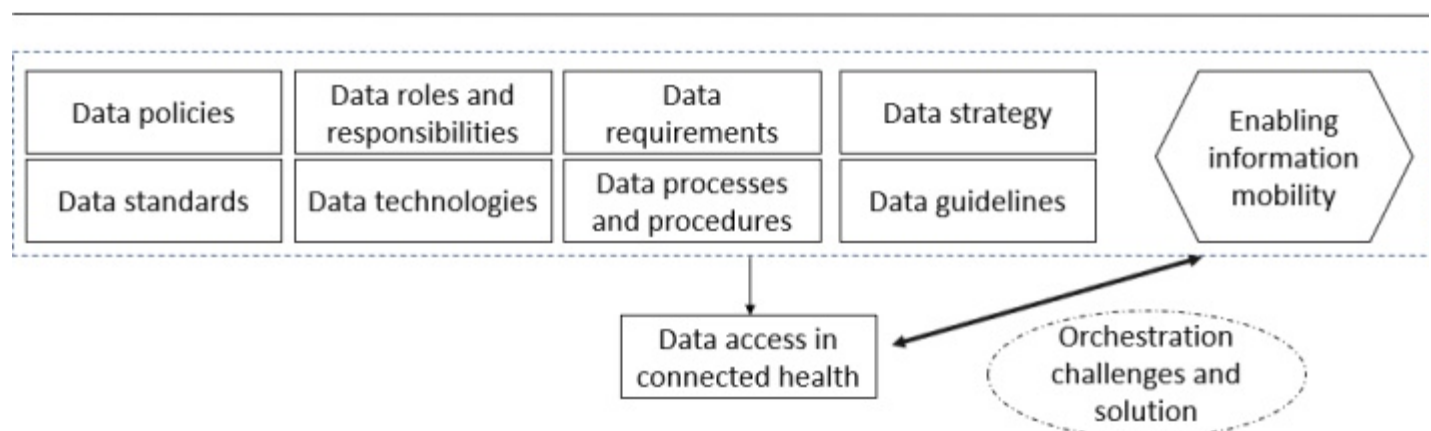 Data policies
Data roles and
responsibilities
Data
requirements
Data strategy
Enabling
information
mobility
Data standards
Data technologies
Data processes
and procedures
Data guidelines
Data access in
connected health
Orchestration
challenges and
solution